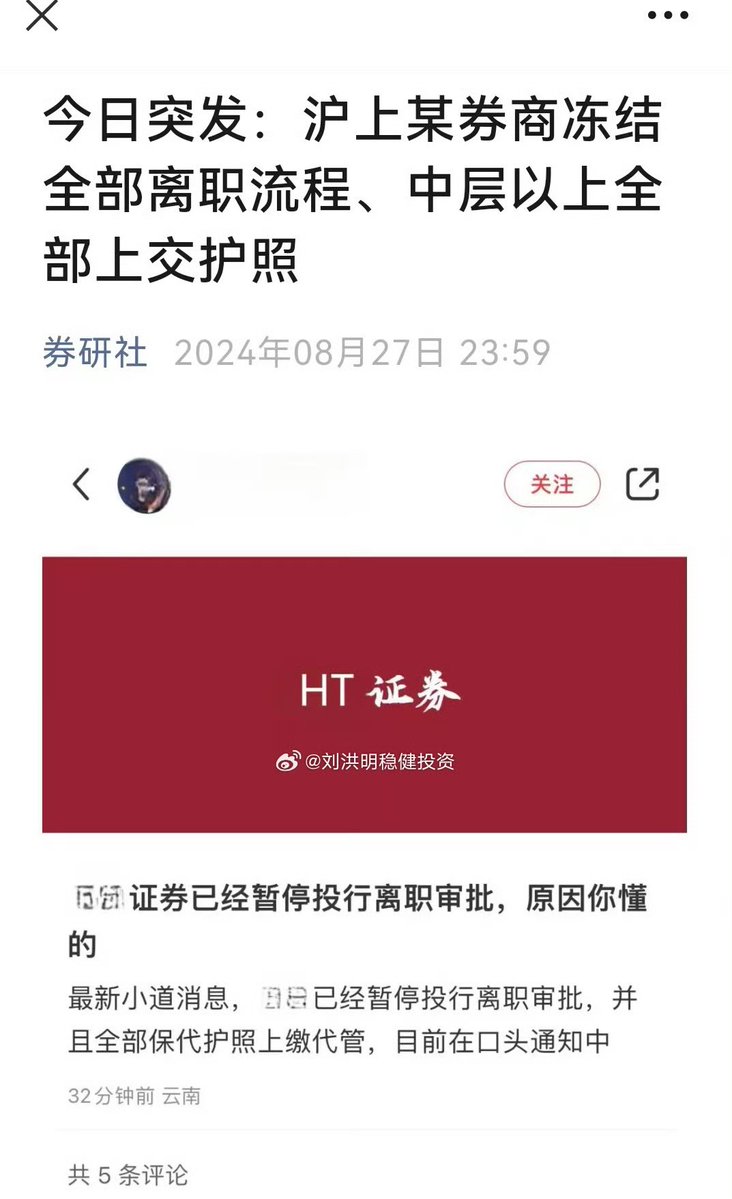 今日突发：沪上某券商冻结
全部离职流程、中层以上全
部上交护照
券研社 2024年08月27日 23:59
关注
HT 证券
@刘洪明稳健投资
证券已经暂停投行离职审批，原因你懂
的
最新小道消息，已经暂停投行离职审批，并
且全部保代护照上缴代管，目前在口头通知中
32分钟前 云南
共 5 条评论